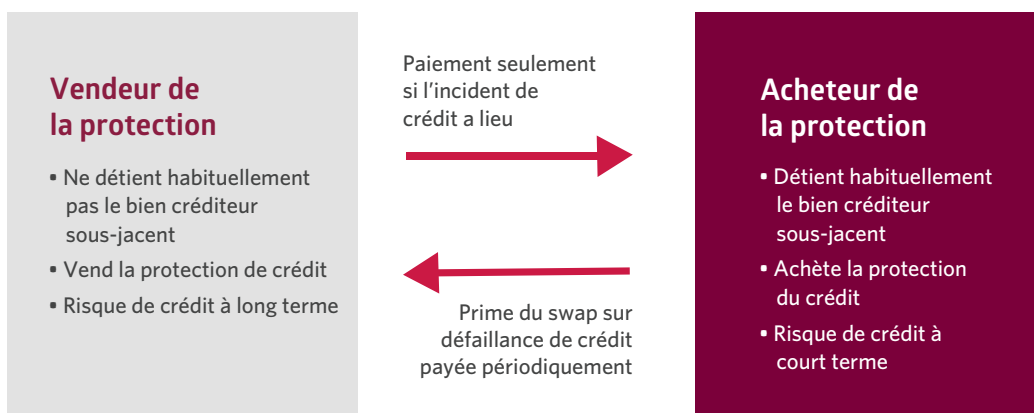 Vendeur de
la protection
• Ne détient habituellement
pas le bien créditeur
sous-jacent
• Vend la protection de crédit
• Risque de crédit à long terme
Paiement seulement
si l'incident de
crédit a lieu
Prime du swap sur
défaillance de crédit
payée périodiquement
Acheteur de
la protection
• Détient habituellement
le bien créditeur
sous-jacent
• Achète la protection
du crédit
• Risque de crédit à
court terme